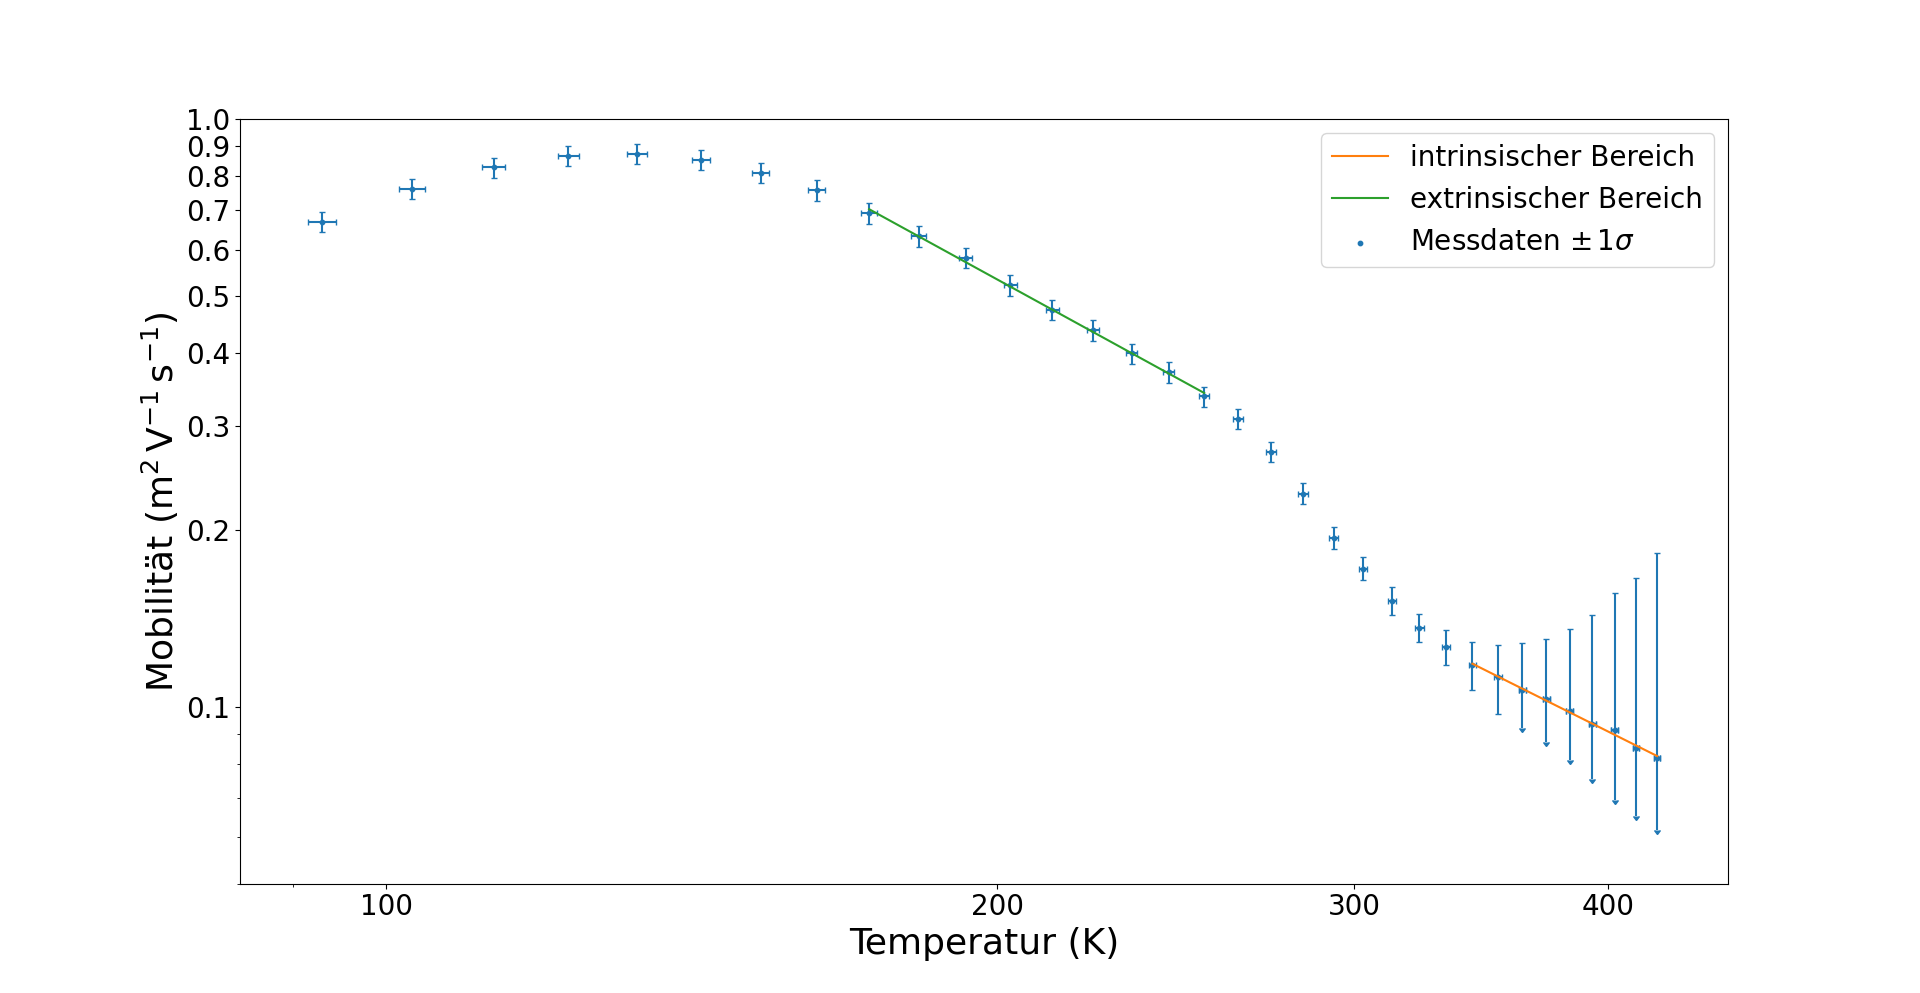 1.0
0.9
0.8
0.7
0.6
0.5
0.4
0.3
0.2
0.1
Mobilität (m² V⁻¹ s⁻¹)
intrinsischer Bereich
extrinsischer Bereich
Messdaten ±1σ
100
200
300
400
Temperatur (K)